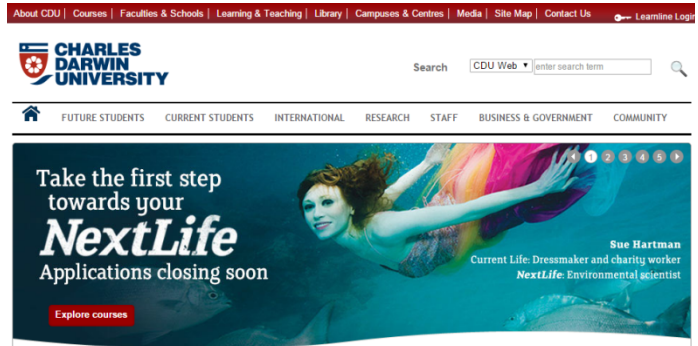 About CDU | Courses | Faculties & Schools | Learning & Teaching | Library | Campuses & Centres | Media | Site Map | Contact Us Learnline Login
CHARLES
DARWIN
UNIVERSITY
Search CDU Web enter search term
FUTURE STUDENTS CURRENT STUDENTS INTERNATIONAL RESEARCH STAFF BUSINESS & GOVERNMENT COMMUNITY
1 2 3 4 5
Take the first step
towards your
NextLife
Applications closing soon
Explore courses
Sue Hartman
Current Life: Dressmaker and charity worker
NextLife: Environmental scientist